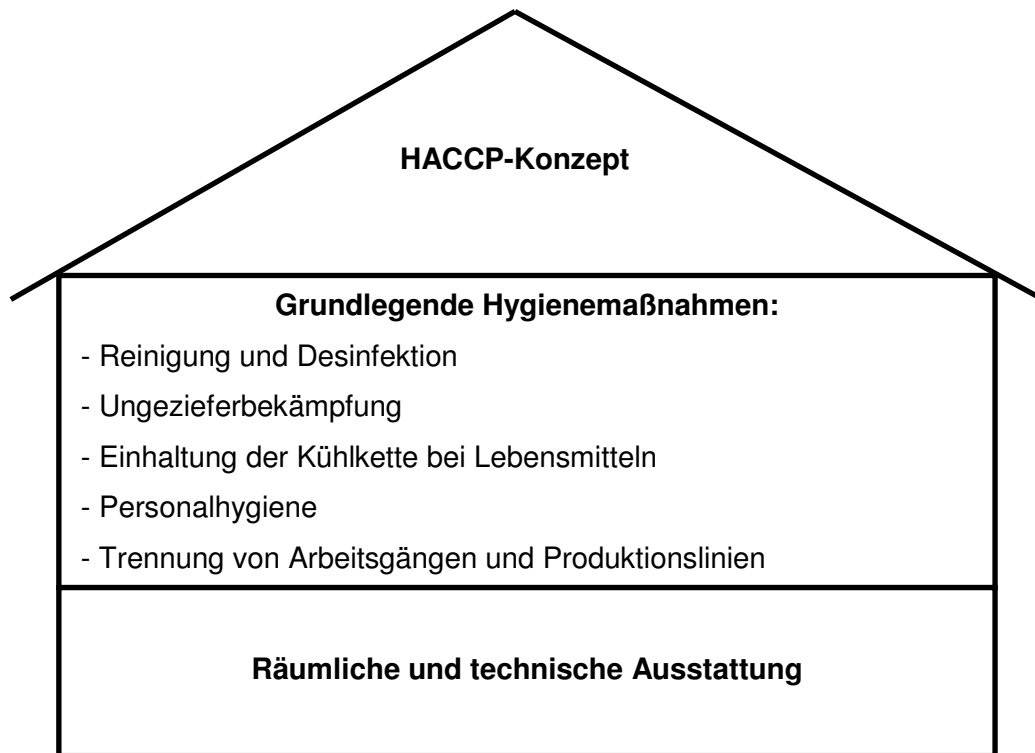 HACCP-Konzept
Grundlegende Hygienemaßnahmen:
- Reinigung und Desinfektion
- Ungezieferbekämpfung
- Einhaltung der Kühlkette bei Lebensmitteln
- Personalhygiene
- Trennung von Arbeitsgängen und Produktionslinien
Räumliche und technische Ausstattung